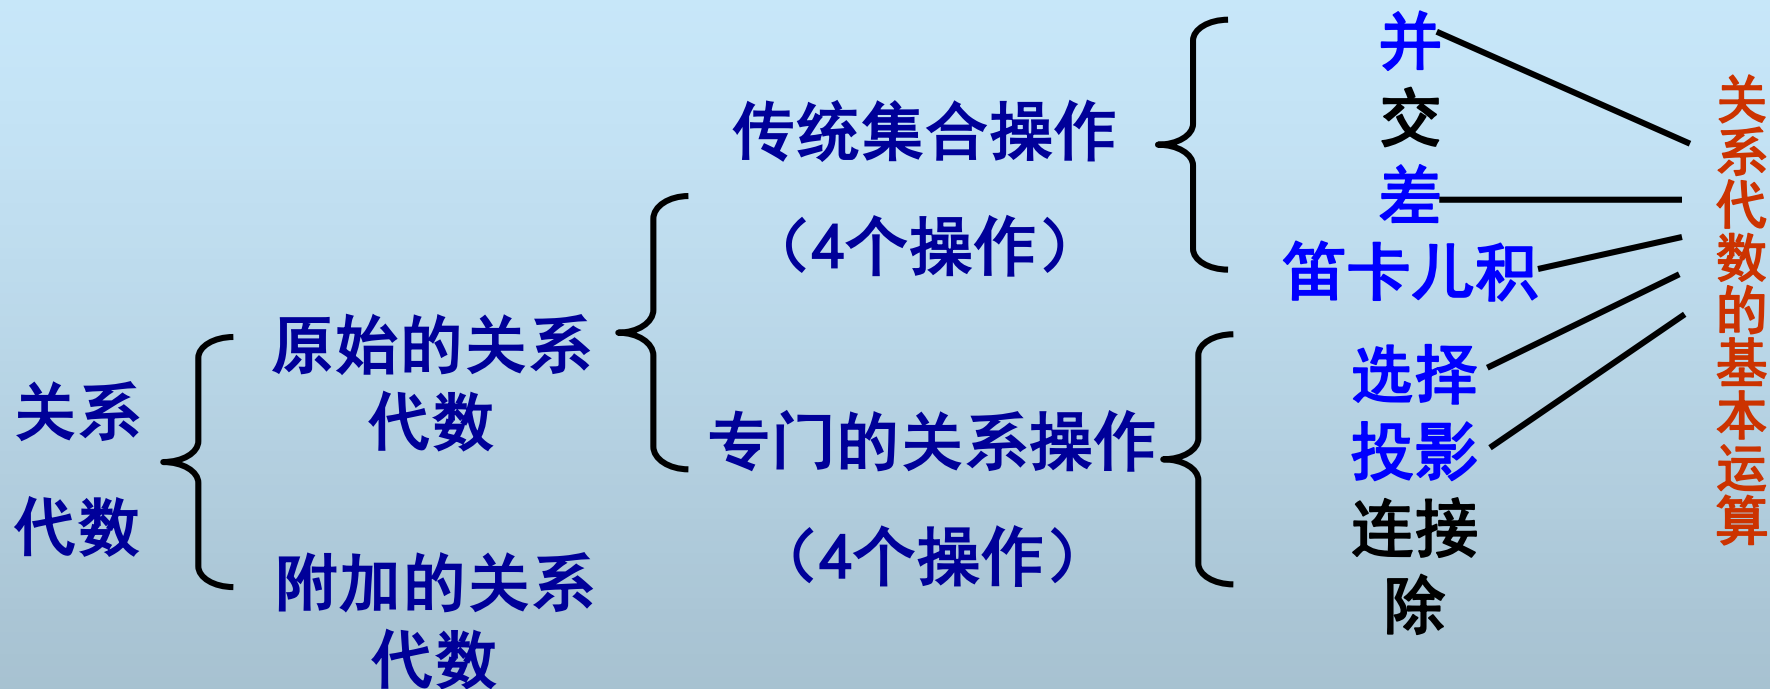 关系
代数
原始的关系
代数
附加的关系
代数
传统集合操作
（4个操作）
专门的关系操作
（4个操作）
并
交
差
笛卡儿积
选择
投影
连接
除
关系代数的基本运算